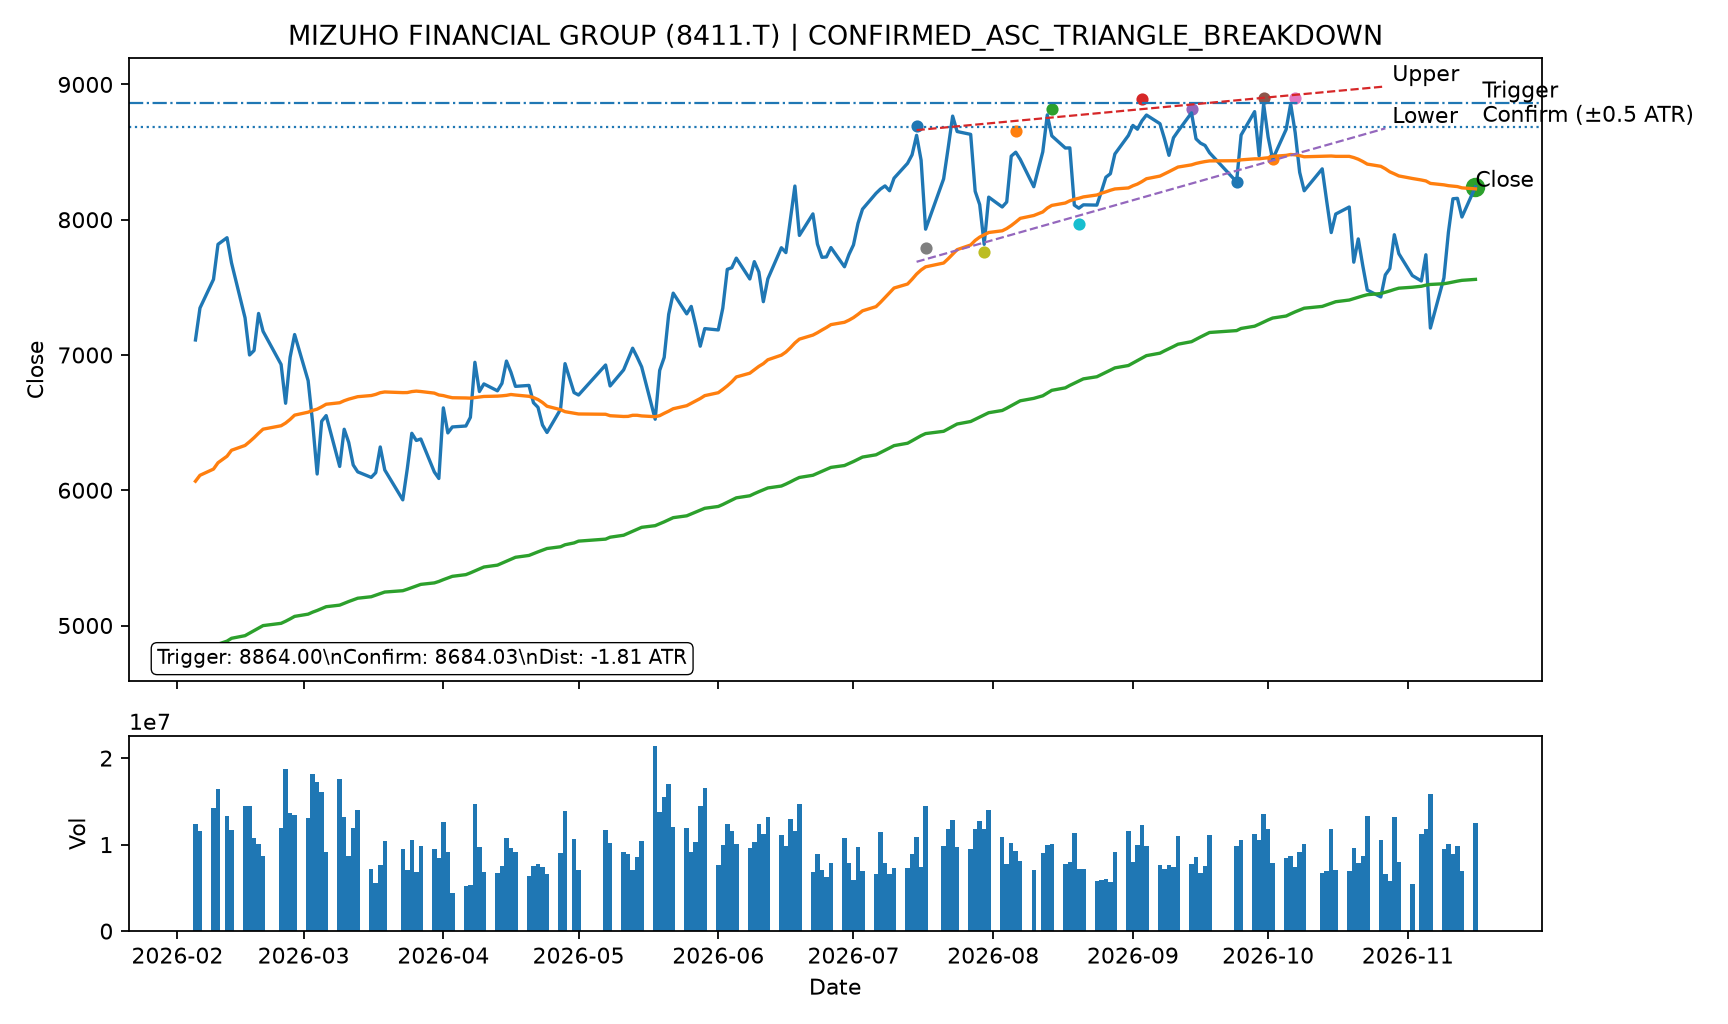 MIZUHO FINANCIAL GROUP (8411.T) | CONFIRMED_ASC_TRIANGLE_BREAKDOWN
Close
9000
8000
7000
6000
5000
Upper
Trigger
Lower
Confirm (±0.5 ATR)
Close
Trigger: 8864.00\nConfirm: 8684.03\nDist: -1.81 ATR
1e7
Vol
2
1
0
2026-02
2026-03
2026-04
2026-05
2026-06
2026-07
2026-08
2026-09
2026-10
2026-11
Date